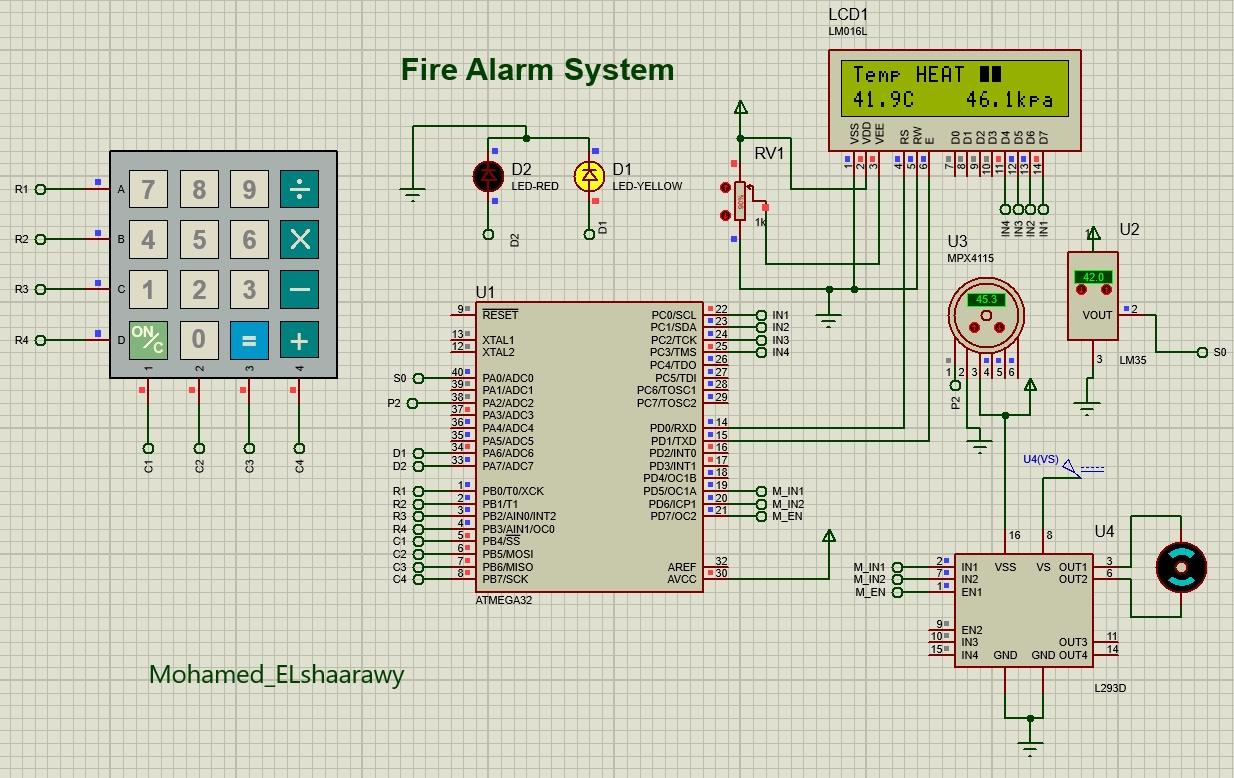 LCD1
LM016L
Fire Alarm System
Temp HEAT
41.9C 46.1kpa
VSS VDD VEE RS RW E D0 D1 D2 D3 D4 D5 D6 D7
1 2 3 4 5 6 7 8 9 10 11 12 13 14
IN4 IN3 IN2 IN1
RV1
90%
1k
D2
LED-RED
D1
LED-YELLOW
D2 D1
R1 A 7 8 9 ÷
R2 B 4 5 6 X
R3 C 1 2 3 −
R4 D ON/C 0 = +
1 2 3 4
C1 C2 C3 C4
U3
MPX4115
45.3
1 2 3 4 5 6
P2
U2
1
42.0
VOUT 2
3
LM35
S0
U1
9 RESET
13 XTAL1
12 XTAL2
S0 40 PA0/ADC0
39 PA1/ADC1
P2 38 PA2/ADC2
37 PA3/ADC3
36 PA4/ADC4
35 PA5/ADC5
D1 34 PA6/ADC6
D2 33 PA7/ADC7
R1 1 PB0/T0/XCK
R2 2 PB1/T1
R3 3 PB2/AIN0/INT2
R4 4 PB3/AIN1/OC0
C1 5 PB4/SS
C2 6 PB5/MOSI
C3 7 PB6/MISO
C4 8 PB7/SCK
PC0/SCL 22 IN1
PC1/SDA 23 IN2
PC2/TCK 24 IN3
PC3/TMS 25 IN4
PC4/TDO 26
PC5/TDI 27
PC6/TOSC1 28
PC7/TOSC2 29
PD0/RXD 14
PD1/TXD 15
PD2/INT0 16
PD3/INT1 17
PD4/OC1B 18
PD5/OC1A 19 M_IN1
PD6/ICP1 20 M_IN2
PD7/OC2 21 M_EN
AREF 32
AVCC 30
ATMEGA32
U4(VS)
U4
16 8
M_IN1 2 IN1 VSS VS OUT1 3
M_IN2 7 IN2 OUT2 6
M_EN 1 EN1
9 EN2
10 IN3 OUT3 11
15 IN4 GND GND OUT4 14
L293D
Mohamed_ELshaarawy